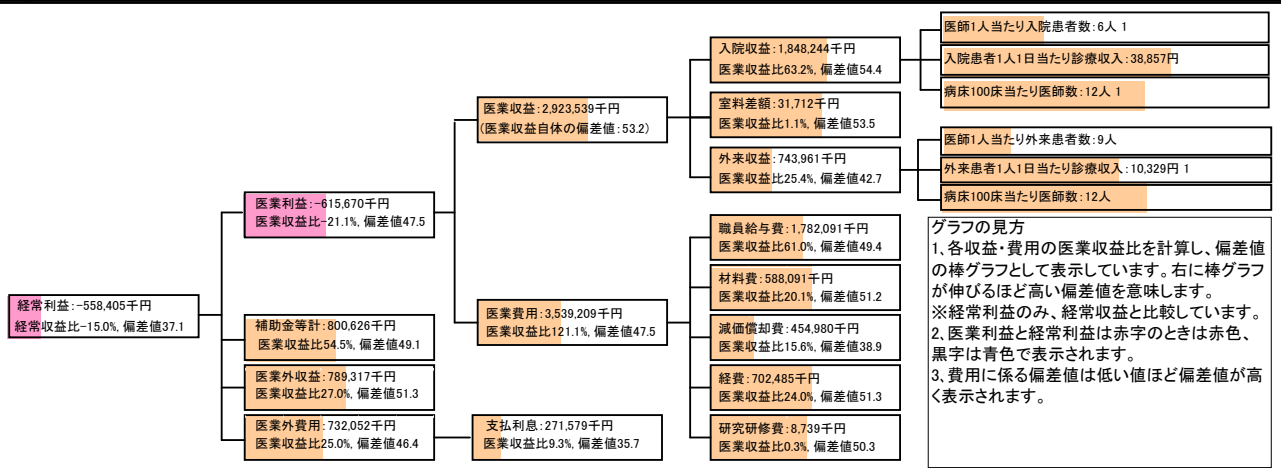 経常利益:-558,405千円
経常収益比-15.0%, 偏差値37.1
医業利益:-615,670千円
医業収益比-21.1%, 偏差値47.5
補助金等計:800,626千円
医業収益比54.5%, 偏差値49.1
医業外収益:789,317千円
医業収益比27.0%, 偏差値51.3
医業外費用:732,052千円
医業収益比25.0%, 偏差値46.4
医業収益:2,923,539千円
(医業収益自体の偏差値:53.2)
医業費用:3,539,209千円
医業収益比121.1%, 偏差値47.5
支払利息:271,579千円
医業収益比9.3%, 偏差値35.7
入院収益:1,848,244千円
医業収益比63.2%, 偏差値54.4
室料差額:31,712千円
医業収益比1.1%, 偏差値53.5
外来収益:743,961千円
医業収益比25.4%, 偏差値42.7
職員給与費:1,782,091千円
医業収益比61.0%, 偏差値49.4
材料費:588,091千円
医業収益比20.1%, 偏差値51.2
減価償却費:454,980千円
医業収益比15.6%, 偏差値38.9
経費:702,485千円
医業収益比24.0%, 偏差値51.3
研究研修費:8,739千円
医業収益比0.3%, 偏差値50.3
医師1人当たり入院患者数:6人 1
入院患者1人1日当たり診療収入:38,857円
病床100床当たり医師数:12人 1
医師1人当たり外来患者数:9人
外来患者1人1日当たり診療収入:10,329円 1
病床100床当たり医師数:12人
グラフの見方
1、各収益・費用の医業収益比を計算し、偏差値
の棒グラフとして表示しています。右に棒グラフ
が伸びるほど高い偏差値を意味します。
※経常利益のみ、経常収益と比較しています。
2、医業利益と経常利益は赤字のときは赤色、
黒字は青色で表示されます。
3、費用に係る偏差値は低い値ほど偏差値が高
く表示されます。